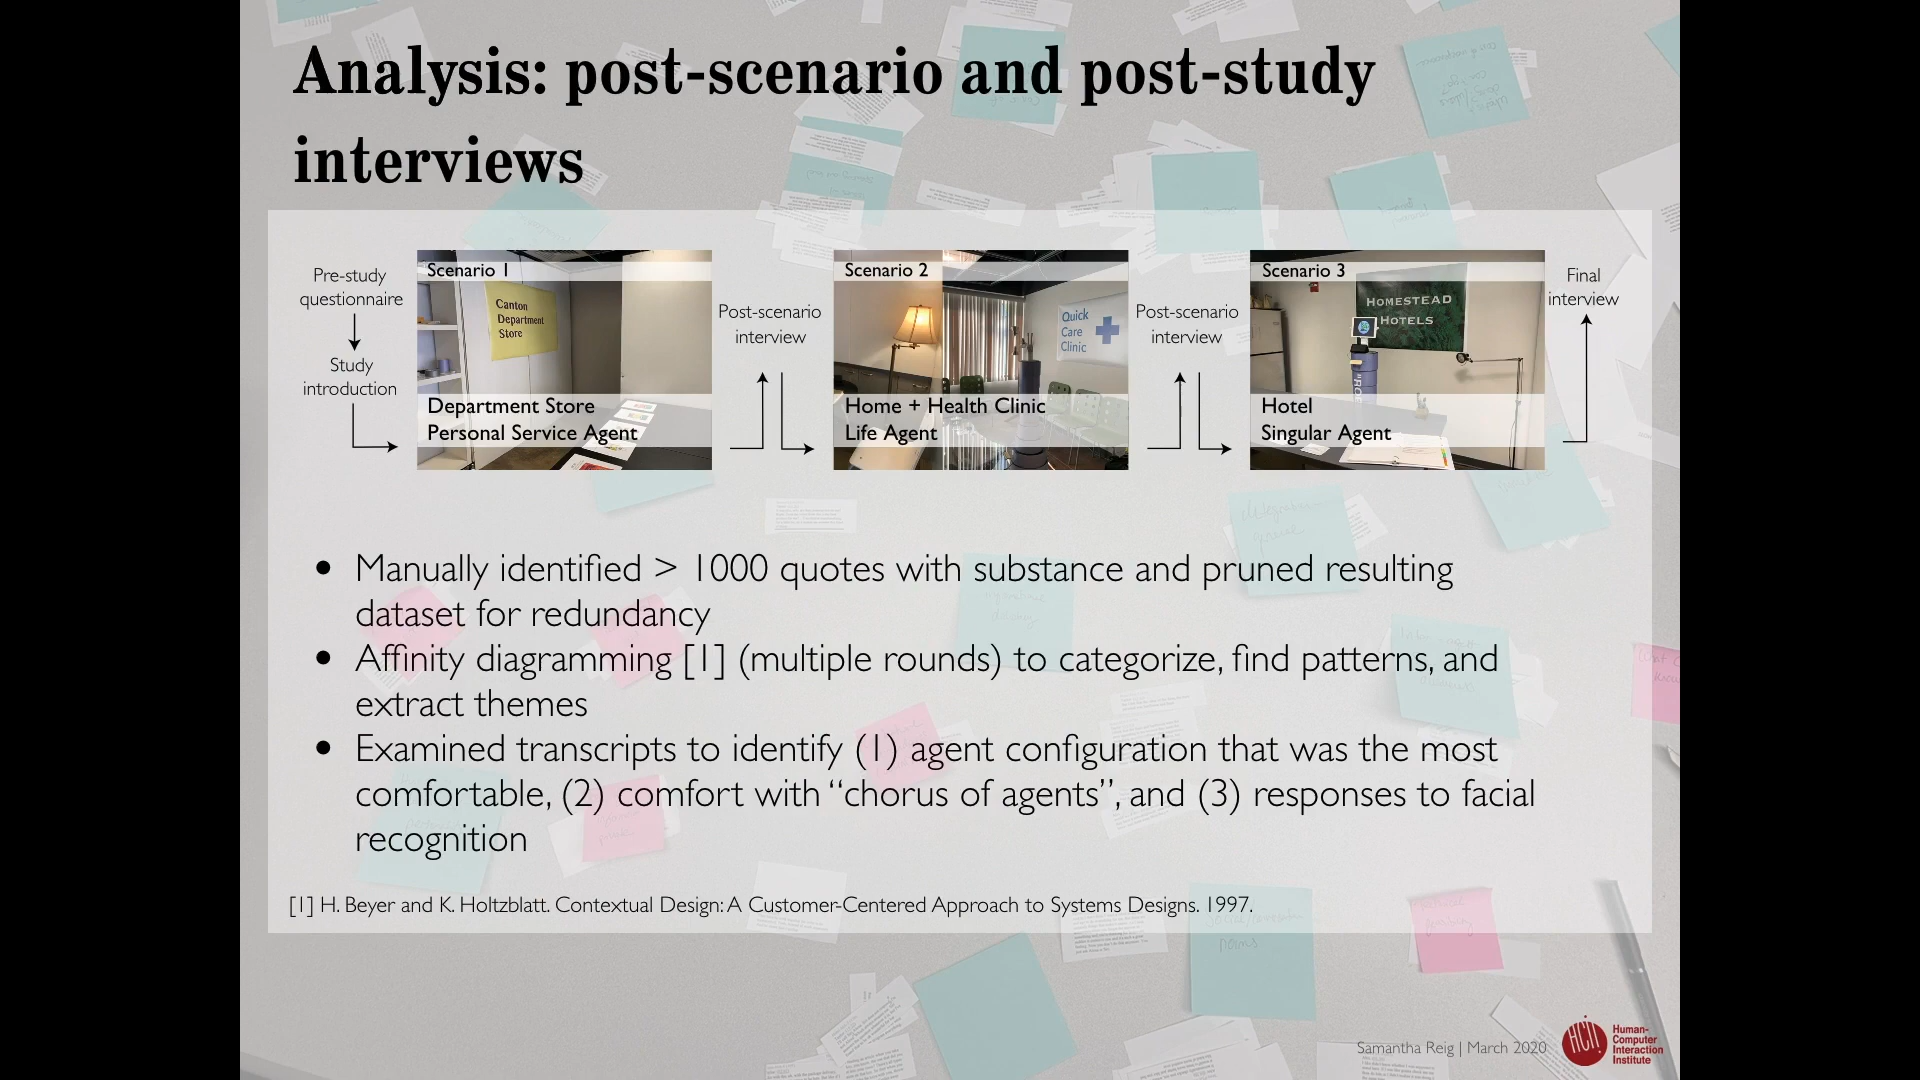 Analysis: post-scenario and post-study
interviews
Pre-study
questionnaire
Study
introduction
Scenario 1
Canton
Department
Store
Department Store
Personal Service Agent
Post-scenario
interview
Scenario 2
Quick
Care
Clinic
Home + Health Clinic
Life Agent
Post-scenario
interview
Scenario 3
HOMESTEAD
HOTELS
Hotel
Singular Agent
Final
interview
• Manually identified > 1000 quotes with substance and pruned resulting
dataset for redundancy
• Affinity diagramming [1] (multiple rounds) to categorize, find patterns, and
extract themes
• Examined transcripts to identify (1) agent configuration that was the most
comfortable, (2) comfort with “chorus of agents”, and (3) responses to facial
recognition
[1] H. Beyer and K. Holtzblatt. Contextual Design: A Customer-Centered Approach to Systems Designs. 1997.
Samantha Reig | March 2020
HCII
Human-
Computer
Interaction
Institute